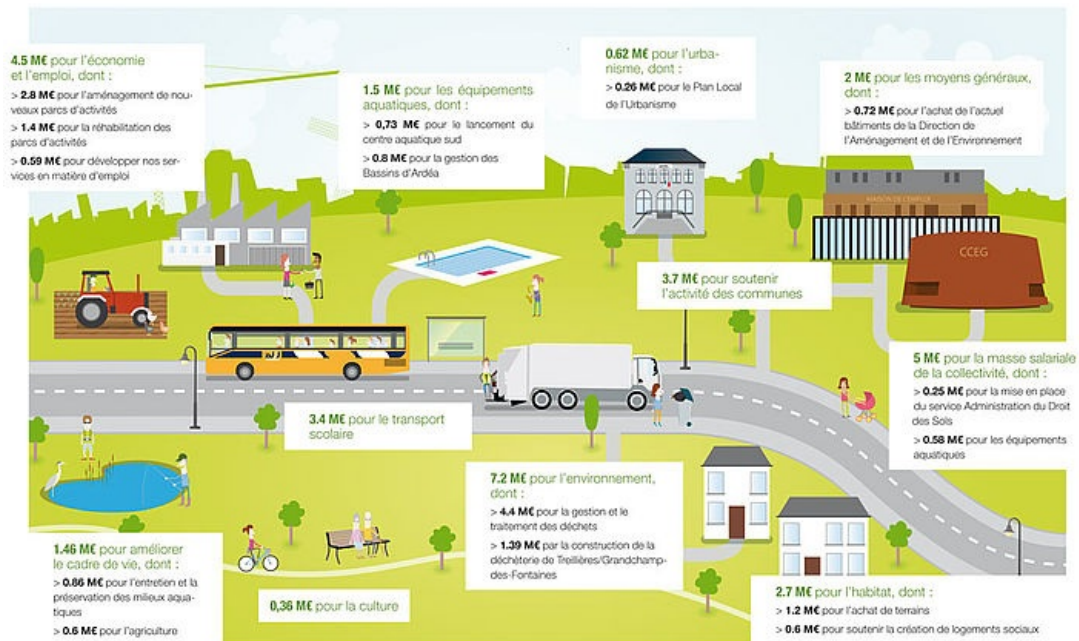 4.5 M€ pour l'économie
et l'emploi, dont :
> 2.8 M€ pour l'aménagement de nou-
veaux parcs d'activités
> 1.4 M€ pour la réhabilitation des
parcs d'activités
> 0.59 M€ pour développer nos ser-
vices en matière d'emploi
1.5 M€ pour les équipements
aquatiques, dont :
> 0,73 M€ pour le lancement du
centre aquatique sud
> 0.8 M€ pour la gestion des
Bassins d'Ardéa
0.62 M€ pour l'urba-
nisme, dont :
> 0.26 M€ pour le Plan Local
de l'Urbanisme
2 M€ pour les moyens généraux,
dont :
> 0.72 M€ pour l'achat de l'actuel
bâtiments de la Direction de
l'Aménagement et de l'Environnement
MAISON DE L'EMPLOI
CCEG
3.7 M€ pour soutenir
l'activité des communes
5 M€ pour la masse salariale
de la collectivité, dont :
> 0.25 M€ pour la mise en place
du service Administration du Droit
des Sols
> 0.58 M€ pour les équipements
aquatiques
3.4 M€ pour le transport
scolaire
7.2 M€ pour l'environnement,
dont :
> 4.4 M€ pour la gestion et le
traitement des déchets
> 1.39 M€ par la construction de la
déchèterie de Treillières/Grandchamp-
des-Fontaines
1.46 M€ pour améliorer
le cadre de vie, dont :
> 0.86 M€ pour l'entretien et la
préservation des milieux aqua-
tiques
> 0.6 M€ pour l'agriculture
0,36 M€ pour la culture
2.7 M€ pour l'habitat, dont :
> 1.2 M€ pour l'achat de terrains
> 0.6 M€ pour soutenir la création de logements sociaux